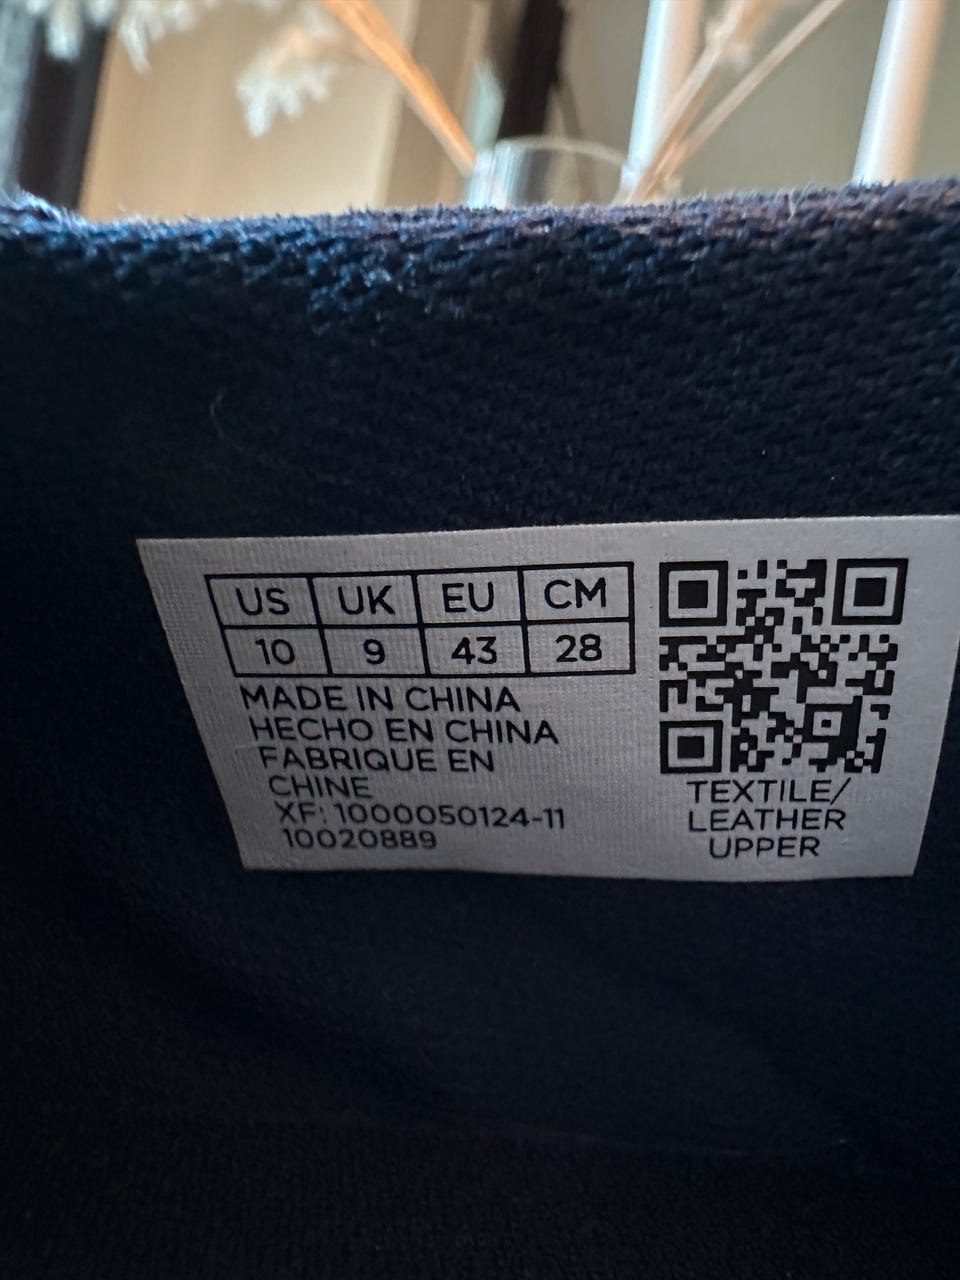 US UK EU CM
10 9 43 28
MADE IN CHINA
HECHO EN CHINA
FABRIQUE EN
CHINE
XF: 1000050124-11
10020889
TEXTILE/
LEATHER
UPPER